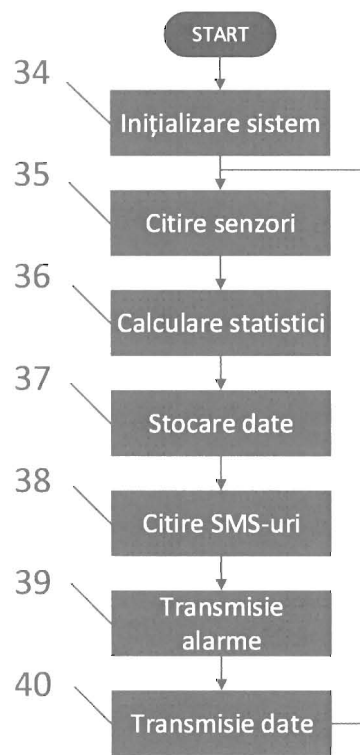 START
34
Inițializare sistem
35
Citire senzori
36
Calculare statistici
37
Stocare date
38
Citire SMS-uri
39
Transmisie
alarme
40
Transmisie date